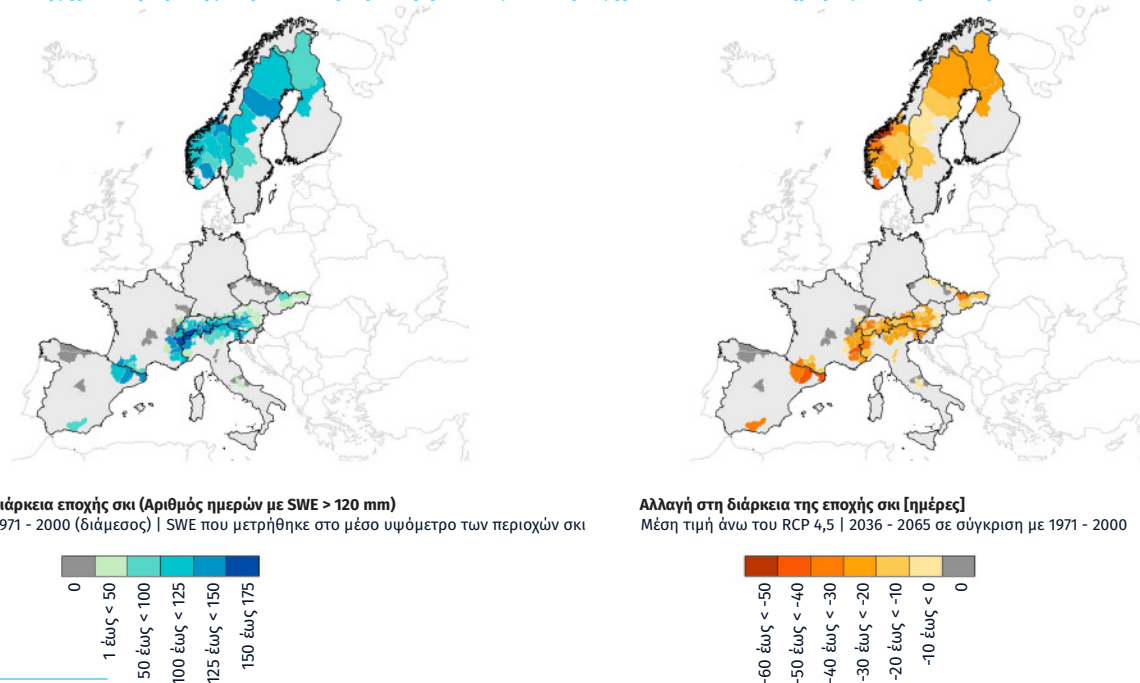 ιάρκεια εποχής σκι (Αριθμός ημερών με SWE > 120 mm)
971 - 2000 (διάμεσος) | SWE που μετρήθηκε στο μέσο υψόμετρο των περιοχών σκι
0
1 έως < 50
50 έως < 100
100 έως < 125
125 έως < 150
150 έως 175
Αλλαγή στη διάρκεια της εποχής σκι [ημέρες]
Μέση τιμή άνω του RCP 4,5 | 2036 - 2065 σε σύγκριση με 1971 - 2000
-60 έως < -50
-50 έως < -40
-40 έως < -30
-30 έως < -20
-20 έως < -10
-10 έως < 0
0